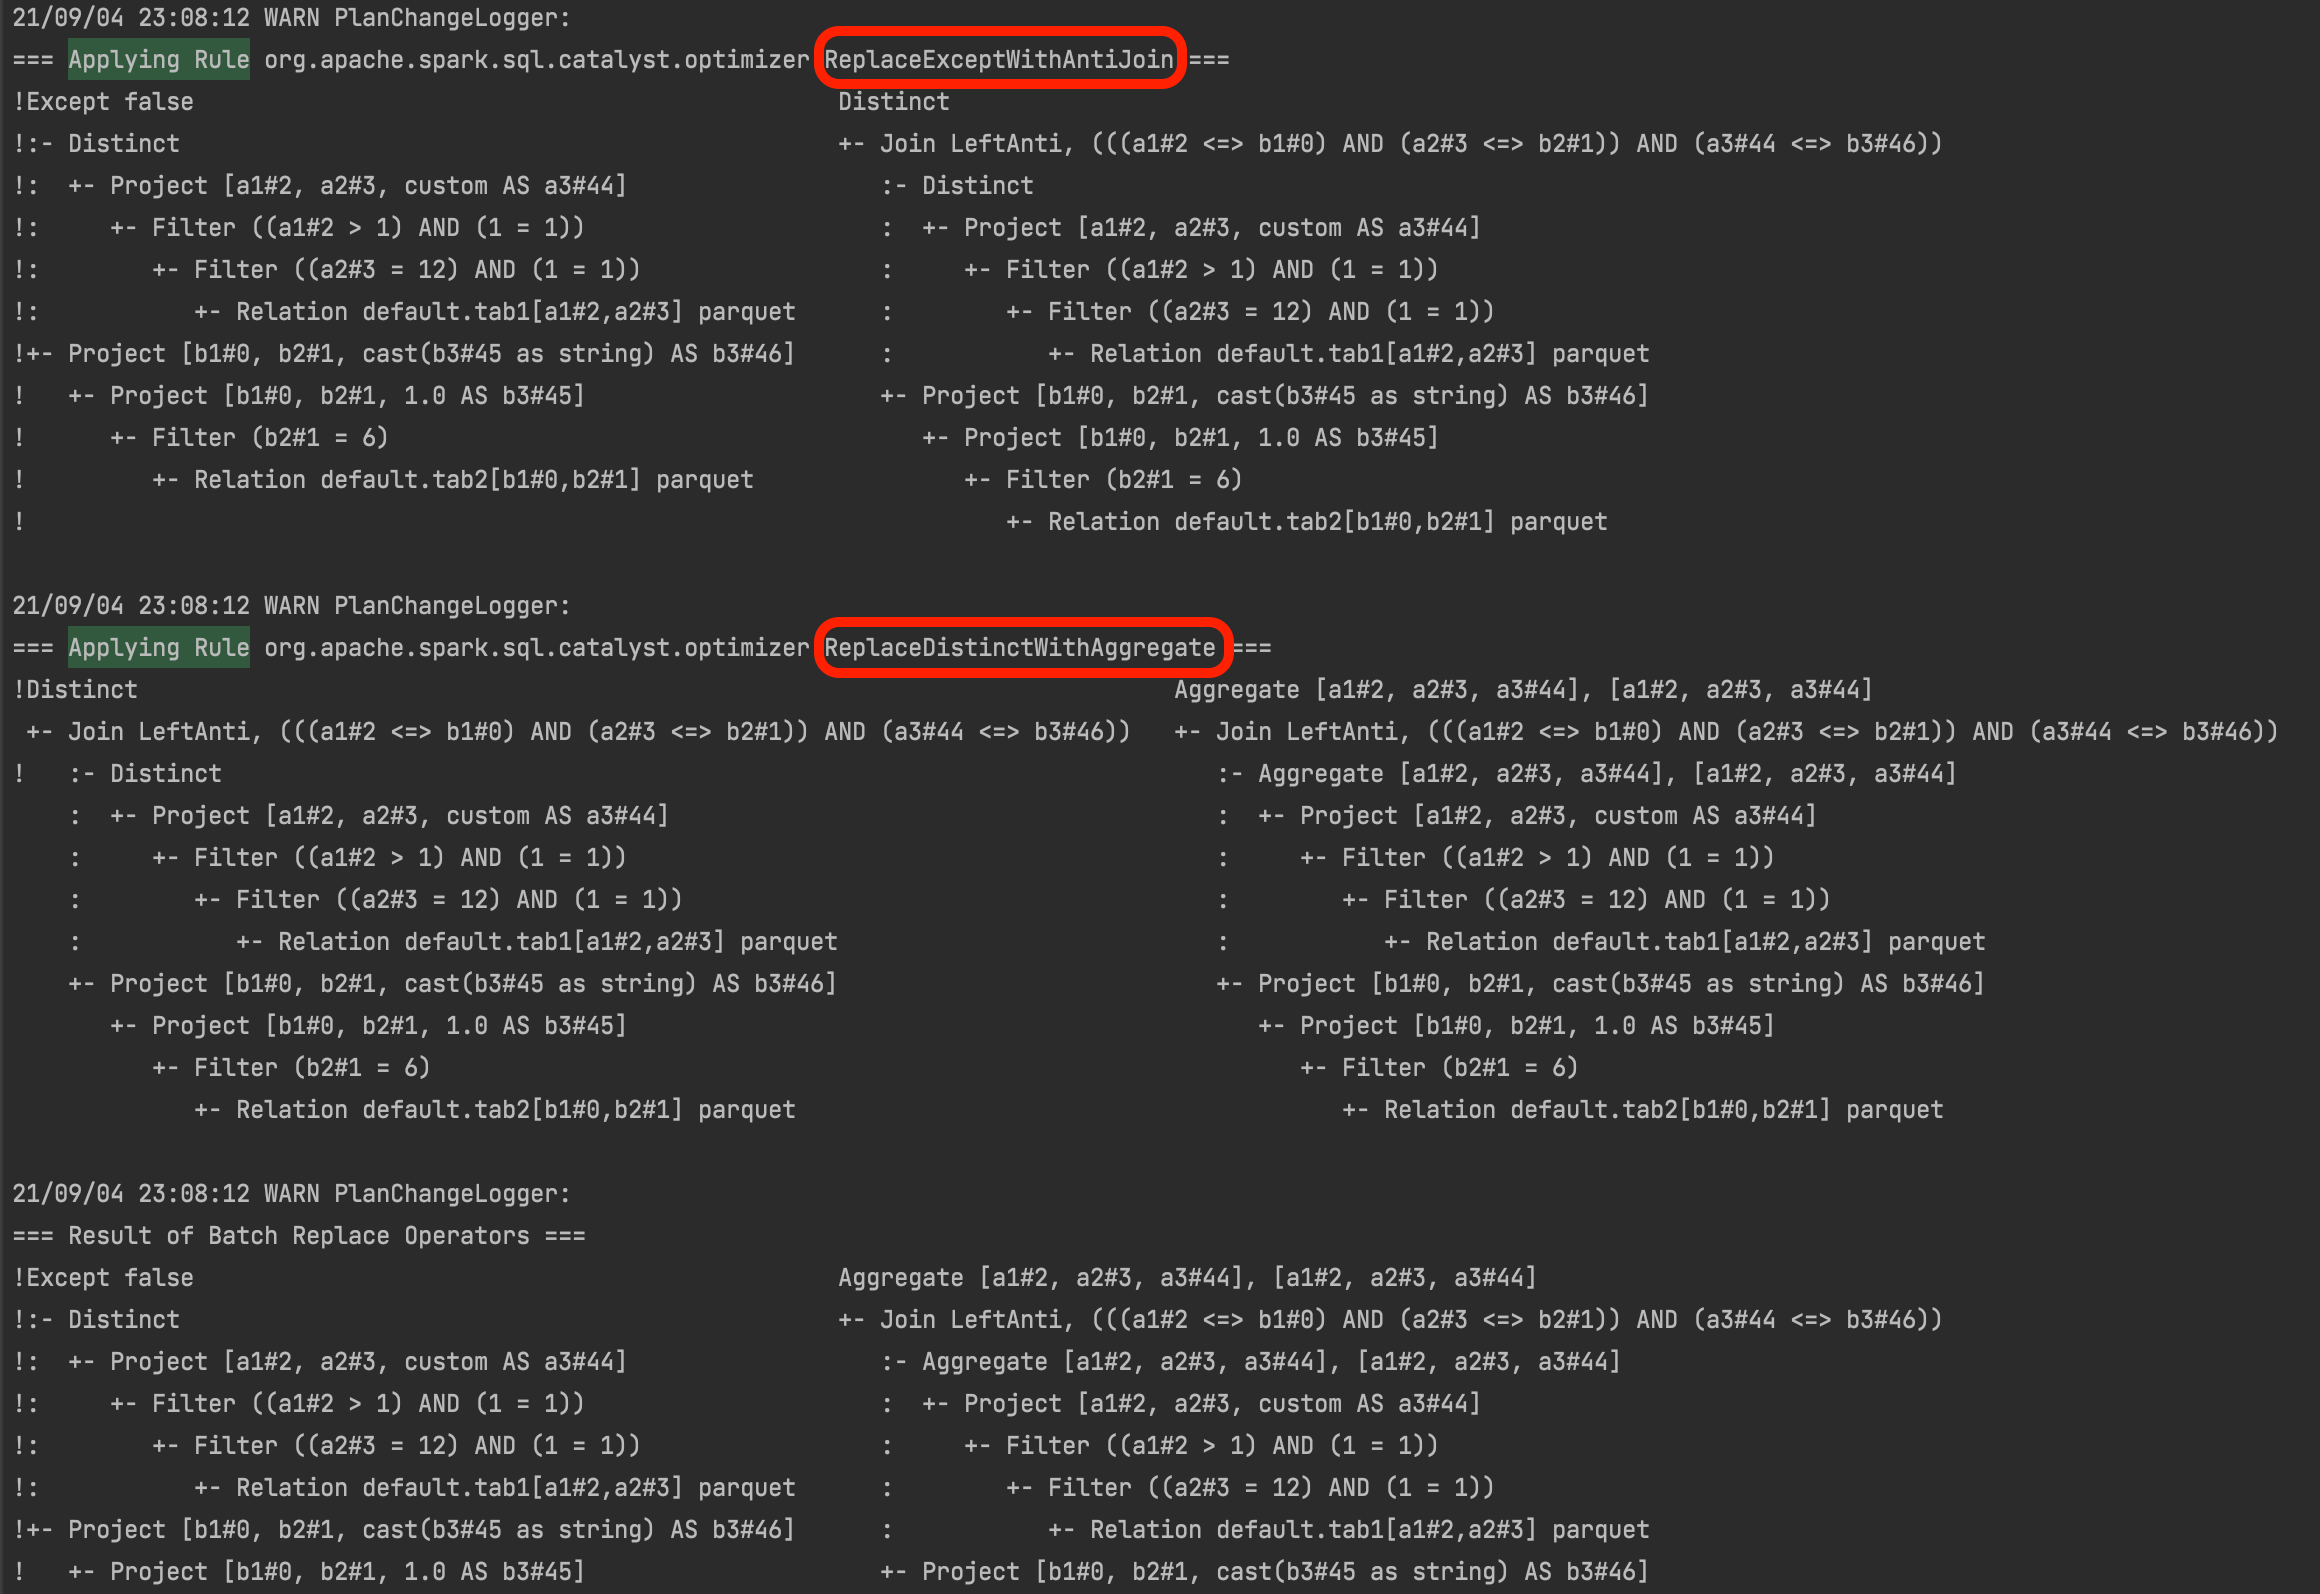 21/09/04 23:08:12 WARN PlanChangeLogger:
=== Applying Rule org.apache.spark.sql.catalyst.optimizer ReplaceExceptWithAntiJoin ===
!Except false                                              Distinct
!:- Distinct                                               +- Join LeftAnti, (((a1#2 <=> b1#0) AND (a2#3 <=> b2#1)) AND (a3#44 <=> b3#46))
!:  +- Project [a1#2, a2#3, custom AS a3#44]                  :- Distinct
!:     +- Filter ((a1#2 > 1) AND (1 = 1))                     :  +- Project [a1#2, a2#3, custom AS a3#44]
!:        +- Filter ((a2#3 = 12) AND (1 = 1))                 :     +- Filter ((a1#2 > 1) AND (1 = 1))
!:           +- Relation default.tab1[a1#2,a2#3] parquet      :        +- Filter ((a2#3 = 12) AND (1 = 1))
!+- Project [b1#0, b2#1, cast(b3#45 as string) AS b3#46]      :           +- Relation default.tab1[a1#2,a2#3] parquet
!   +- Project [b1#0, b2#1, 1.0 AS b3#45]                     +- Project [b1#0, b2#1, cast(b3#45 as string) AS b3#46]
!      +- Filter (b2#1 = 6)                                      +- Project [b1#0, b2#1, 1.0 AS b3#45]
!         +- Relation default.tab2[b1#0,b2#1] parquet               +- Filter (b2#1 = 6)
!                                                                      +- Relation default.tab2[b1#0,b2#1] parquet
21/09/04 23:08:12 WARN PlanChangeLogger:
=== Applying Rule org.apache.spark.sql.catalyst.optimizer ReplaceDistinctWithAggregate ===
!Distinct                                                                          Aggregate [a1#2, a2#3, a3#44], [a1#2, a2#3, a3#44]
 +- Join LeftAnti, (((a1#2 <=> b1#0) AND (a2#3 <=> b2#1)) AND (a3#44 <=> b3#46))   +- Join LeftAnti, (((a1#2 <=> b1#0) AND (a2#3 <=> b2#1)) AND (a3#44 <=> b3#46))
!   :- Distinct                                                                       :- Aggregate [a1#2, a2#3, a3#44], [a1#2, a2#3, a3#44]
    :  +- Project [a1#2, a2#3, custom AS a3#44]                                       :  +- Project [a1#2, a2#3, custom AS a3#44]
    :     +- Filter ((a1#2 > 1) AND (1 = 1))                                          :     +- Filter ((a1#2 > 1) AND (1 = 1))
    :        +- Filter ((a2#3 = 12) AND (1 = 1))                                      :        +- Filter ((a2#3 = 12) AND (1 = 1))
    :           +- Relation default.tab1[a1#2,a2#3] parquet                           :           +- Relation default.tab1[a1#2,a2#3] parquet
    +- Project [b1#0, b2#1, cast(b3#45 as string) AS b3#46]                           +- Project [b1#0, b2#1, cast(b3#45 as string) AS b3#46]
       +- Project [b1#0, b2#1, 1.0 AS b3#45]                                             +- Project [b1#0, b2#1, 1.0 AS b3#45]
          +- Filter (b2#1 = 6)                                                              +- Filter (b2#1 = 6)
             +- Relation default.tab2[b1#0,b2#1] parquet                                       +- Relation default.tab2[b1#0,b2#1] parquet
21/09/04 23:08:12 WARN PlanChangeLogger:
=== Result of Batch Replace Operators ===
!Except false                                              Aggregate [a1#2, a2#3, a3#44], [a1#2, a2#3, a3#44]
!:- Distinct                                               +- Join LeftAnti, (((a1#2 <=> b1#0) AND (a2#3 <=> b2#1)) AND (a3#44 <=> b3#46))
!:  +- Project [a1#2, a2#3, custom AS a3#44]                  :- Aggregate [a1#2, a2#3, a3#44], [a1#2, a2#3, a3#44]
!:     +- Filter ((a1#2 > 1) AND (1 = 1))                     :  +- Project [a1#2, a2#3, custom AS a3#44]
!:        +- Filter ((a2#3 = 12) AND (1 = 1))                 :     +- Filter ((a1#2 > 1) AND (1 = 1))
!:           +- Relation default.tab1[a1#2,a2#3] parquet      :        +- Filter ((a2#3 = 12) AND (1 = 1))
!+- Project [b1#0, b2#1, cast(b3#45 as string) AS b3#46]      :           +- Relation default.tab1[a1#2,a2#3] parquet
!   +- Project [b1#0, b2#1, 1.0 AS b3#45]                     +- Project [b1#0, b2#1, cast(b3#45 as string) AS b3#46]